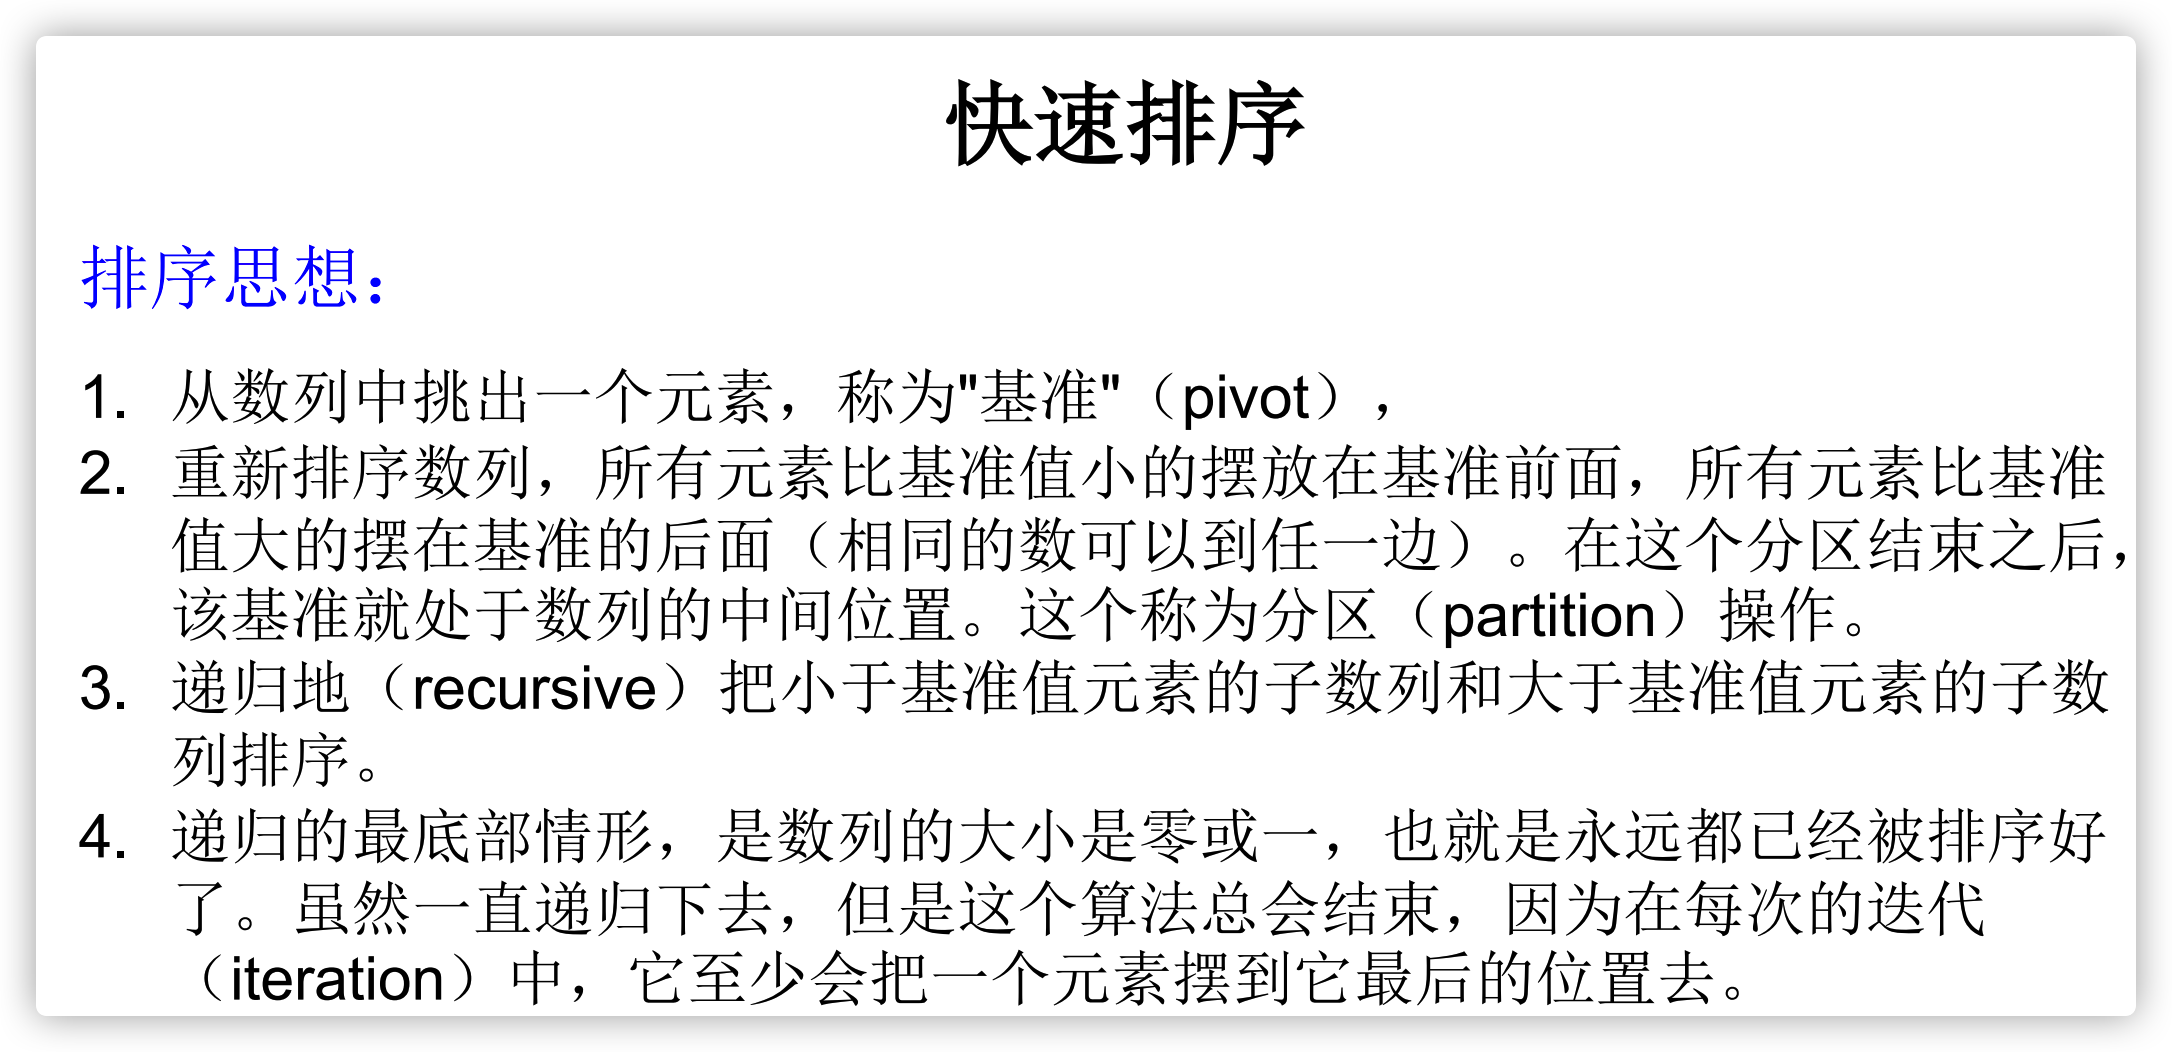 快速排序
排序思想：
1. 从数列中挑出一个元素，称为"基准"（pivot），
2. 重新排序数列，所有元素比基准值小的摆放在基准前面，所有元素比基准
值大的摆在基准的后面（相同的数可以到任一边）。在这个分区结束之后，
该基准就处于数列的中间位置。这个称为分区（partition）操作。
3. 递归地（recursive）把小于基准值元素的子数列和大于基准值元素的子数
列排序。
4. 递归的最底部情形，是数列的大小是零或一，也就是永远都已经被排序好
了。虽然一直递归下去，但是这个算法总会结束，因为在每次的迭代
（iteration）中，它至少会把一个元素摆到它最后的位置去。